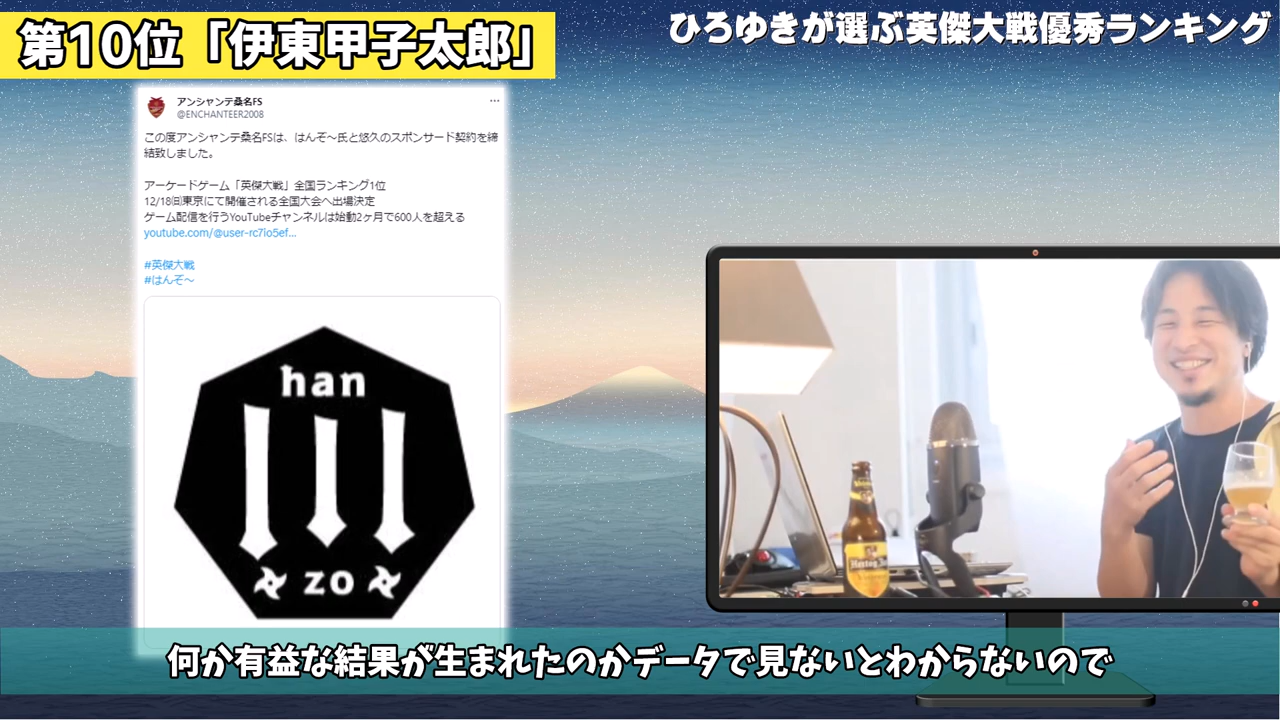 第10位「伊東甲子太郎」
ひろゆきが選ぶ英傑大戦優秀ランキング
アンシャンテ桑名FS
@ENCHANTEER2008
この度アンシャンテ桑名FSは、はんぞ〜氏と悠久のスポンサード契約を締
結致しました。
アーケードゲーム「英傑大戦」全国ランキング1位
12/18㈰東京にて開催される全国大会へ出場決定
ゲーム配信を行うYouTubeチャンネルは始動2ヶ月で600人を超える
youtube.com/@user-rc7io5ef...
#英傑大戦
#はんぞ〜
han
zo
何か有益な結果が生まれたのかデータで見ないとわからないので